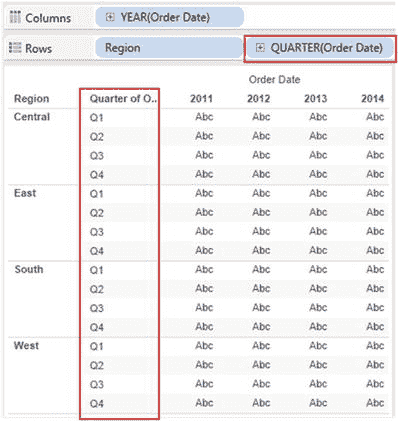 Columns YEAR(Order Date)
Rows Region QUARTER(Order Date)
Order Date
Region Quarter of O.. 2011 2012 2013 2014
Central Q1 Abc Abc Abc Abc
Q2 Abc Abc Abc Abc
Q3 Abc Abc Abc Abc
Q4 Abc Abc Abc Abc
East Q1 Abc Abc Abc Abc
Q2 Abc Abc Abc Abc
Q3 Abc Abc Abc Abc
Q4 Abc Abc Abc Abc
South Q1 Abc Abc Abc Abc
Q2 Abc Abc Abc Abc
Q3 Abc Abc Abc Abc
Q4 Abc Abc Abc Abc
West Q1 Abc Abc Abc Abc
Q2 Abc Abc Abc Abc
Q3 Abc Abc Abc Abc
Q4 Abc Abc Abc Abc